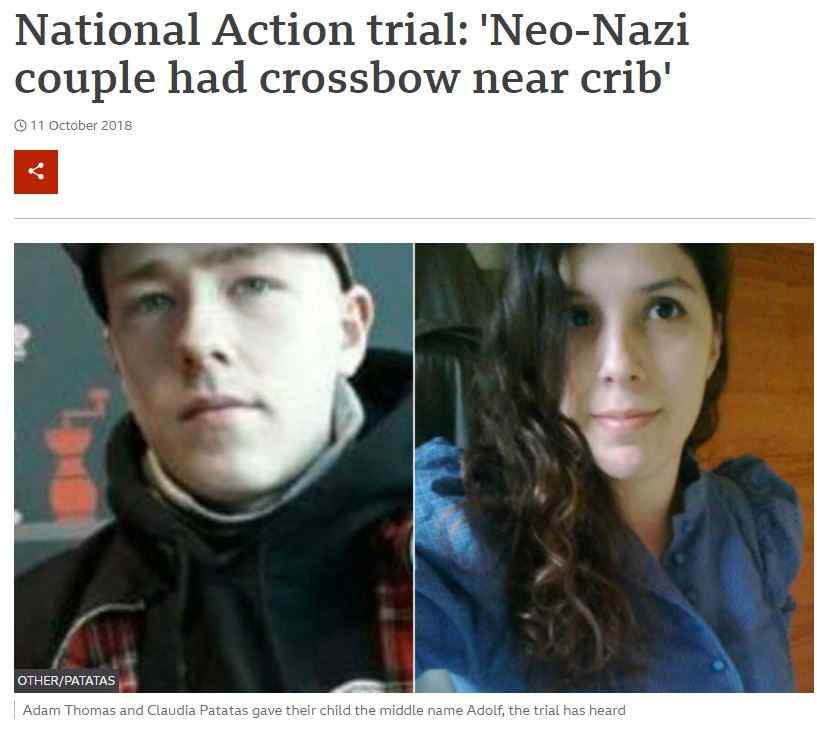 National Action trial: 'Neo-Nazi
couple had crossbow near crib'
11 October 2018
OTHER/PATATAS
Adam Thomas and Claudia Patatas gave their child the middle name Adolf, the trial has heard